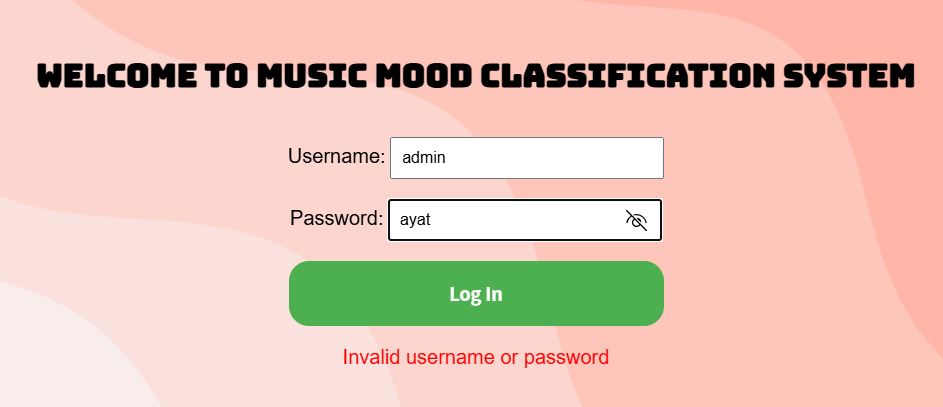 WELCOME TO MUSIC MOOD CLASSIFICATION SYSTEM
Username: admin
Password: ayat
Log In
Invalid username or password